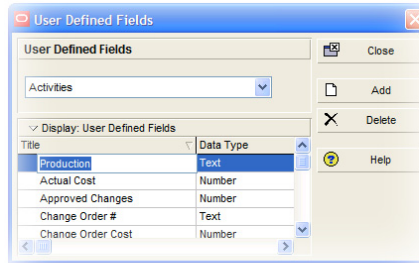 User Defined Fields
User Defined Fields
Close
Activities
Add
Delete
Display: User Defined Fields
Title Data Type
Help
Production Text
Actual Cost Number
Approved Changes Number
Change Order # Text
Change Order Cost Number